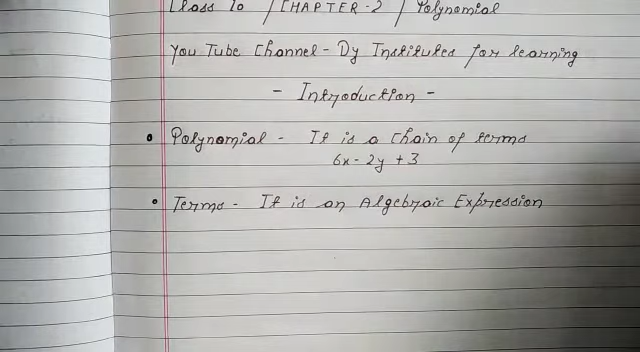 Class 10 / CHAPTER-2 / Polynomial
You Tube Channel - Dy Institutes for learning
- Introduction -
• Polynomial - It is a Chain of terms
6x - 2y + 3
• Terms - It is an Algebraic Expression